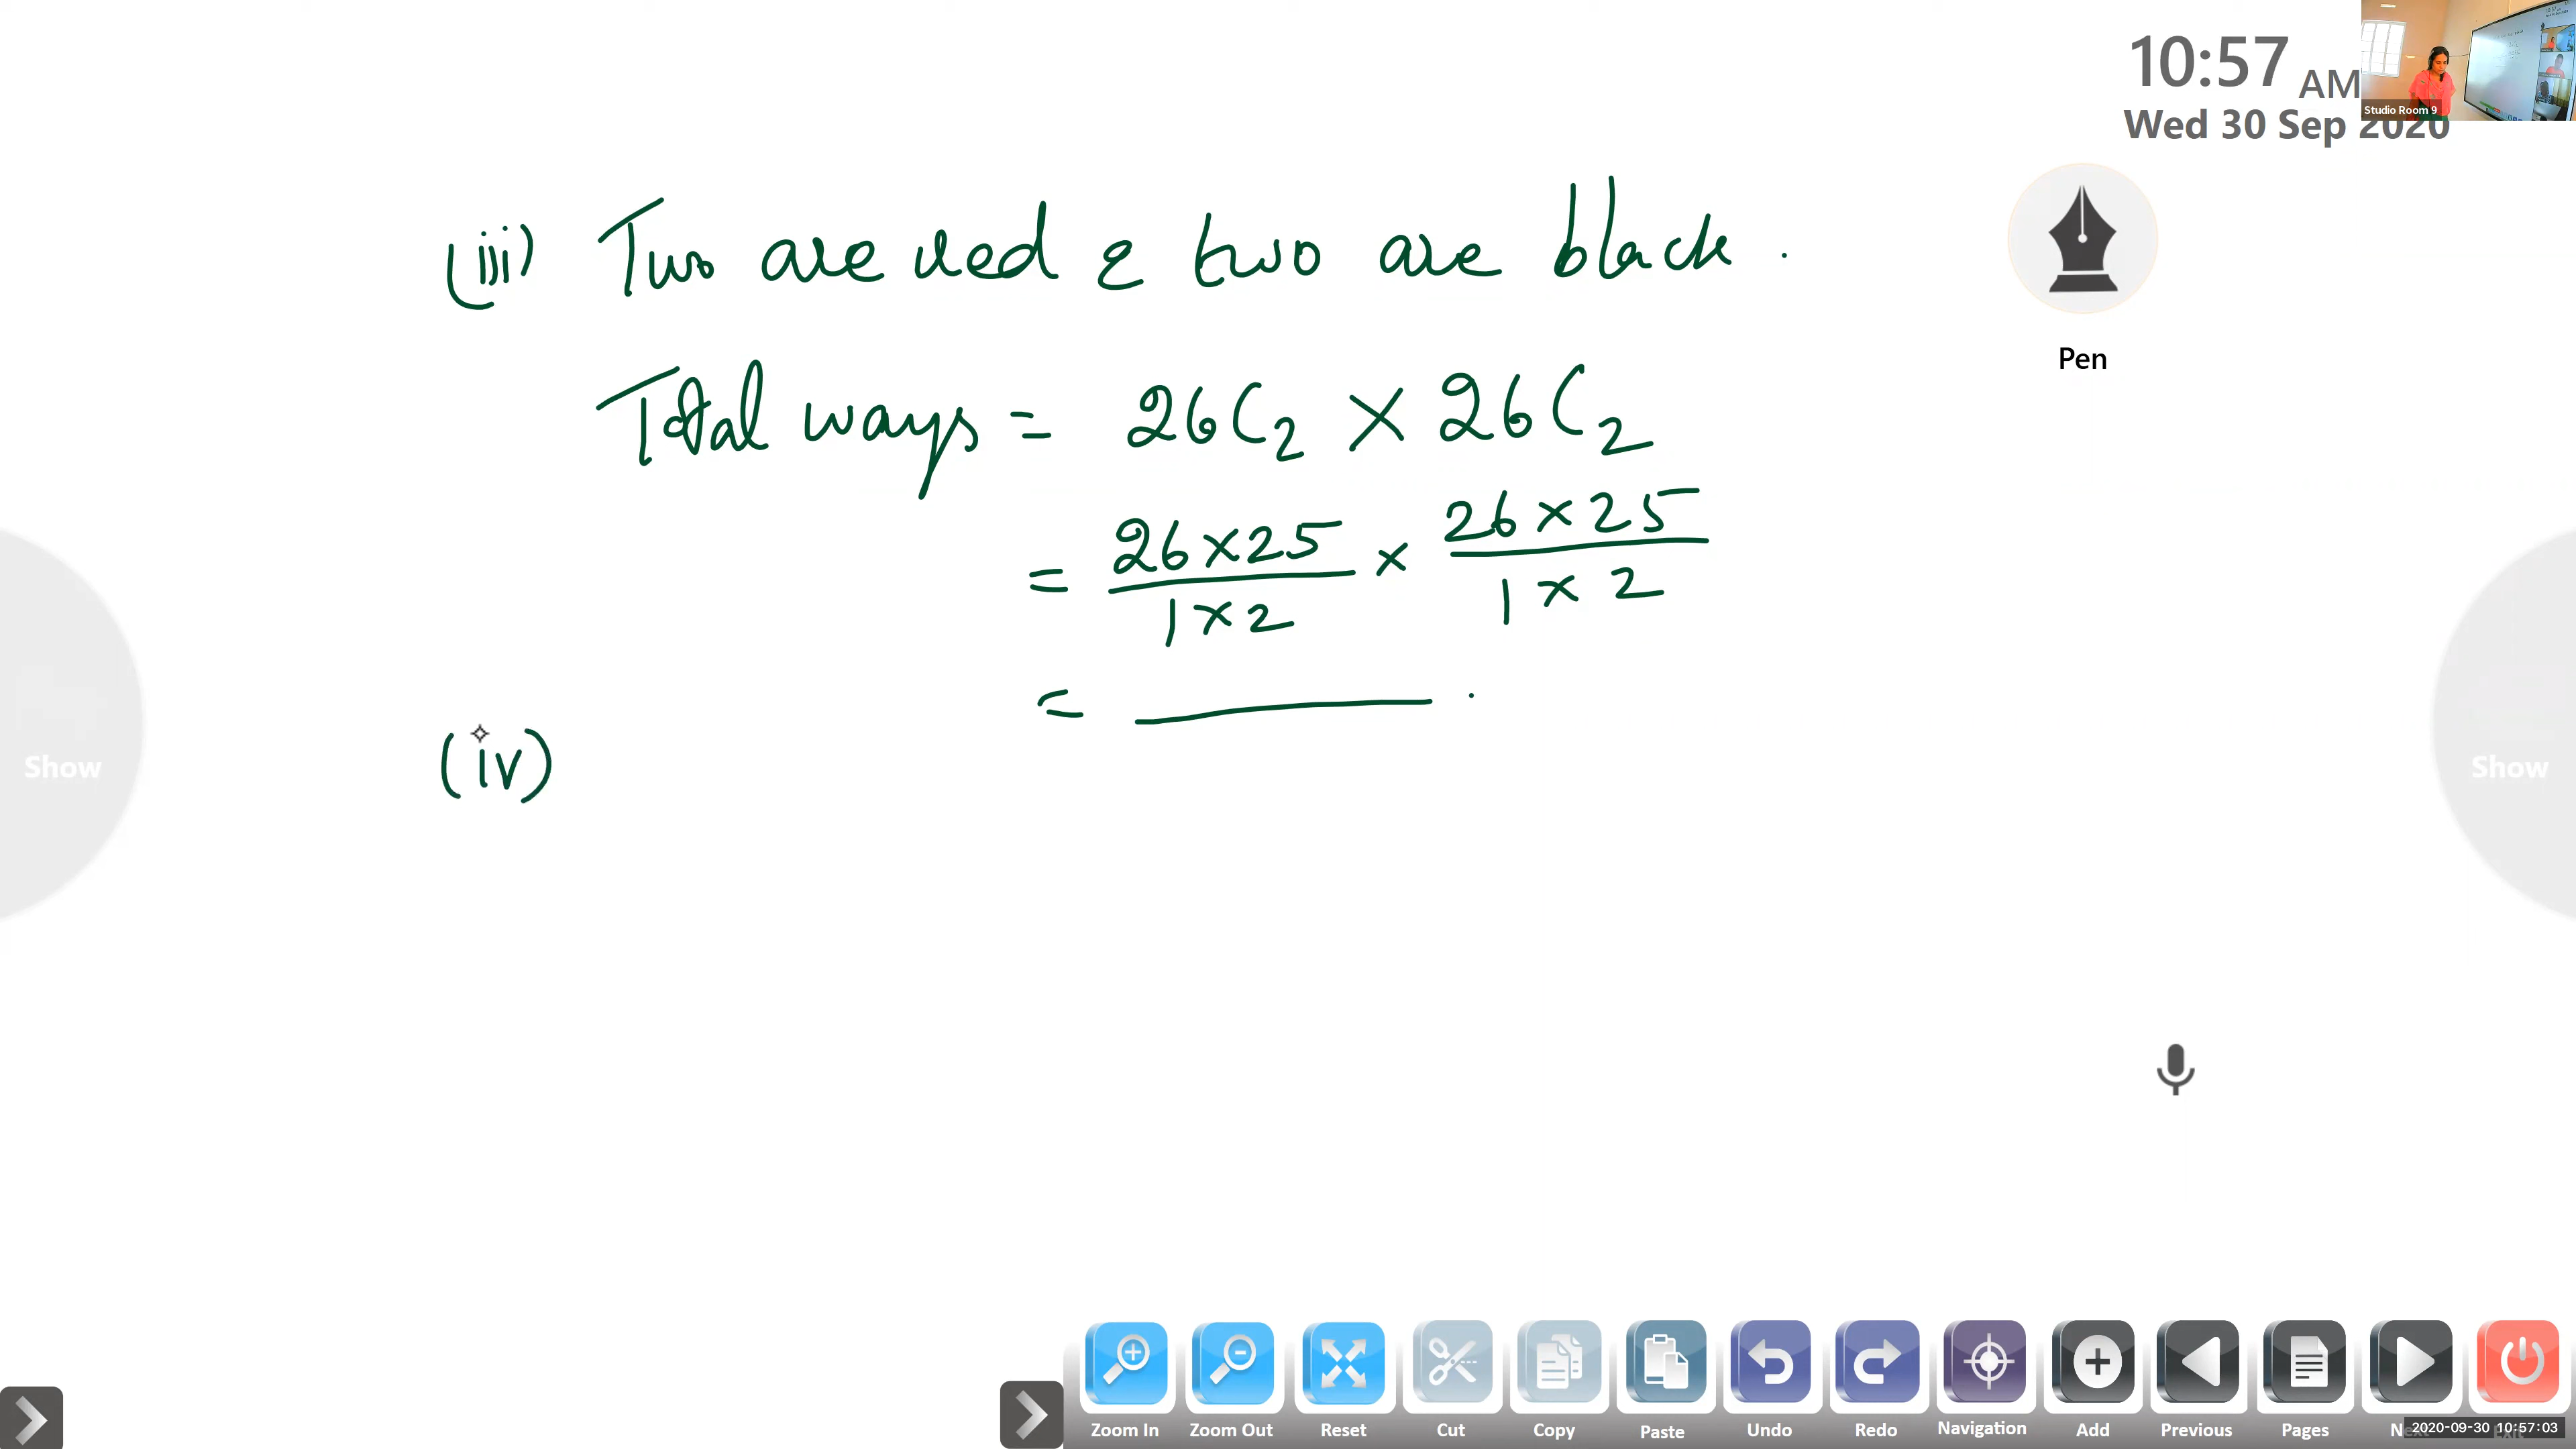 10:57 AM
Wed 30 Sep 2020
Studio Room 9
(iii) Two are red & two are black.
Pen
Total ways = 26C2 × 26C2
= 26×25/1×2 × 26×25/1×2
= ______ .
Show
Show
(iv)
Zoom In Zoom Out Reset Cut Copy Paste Undo Redo Navigation Add Previous Pages
2020-09-30 10:57:03